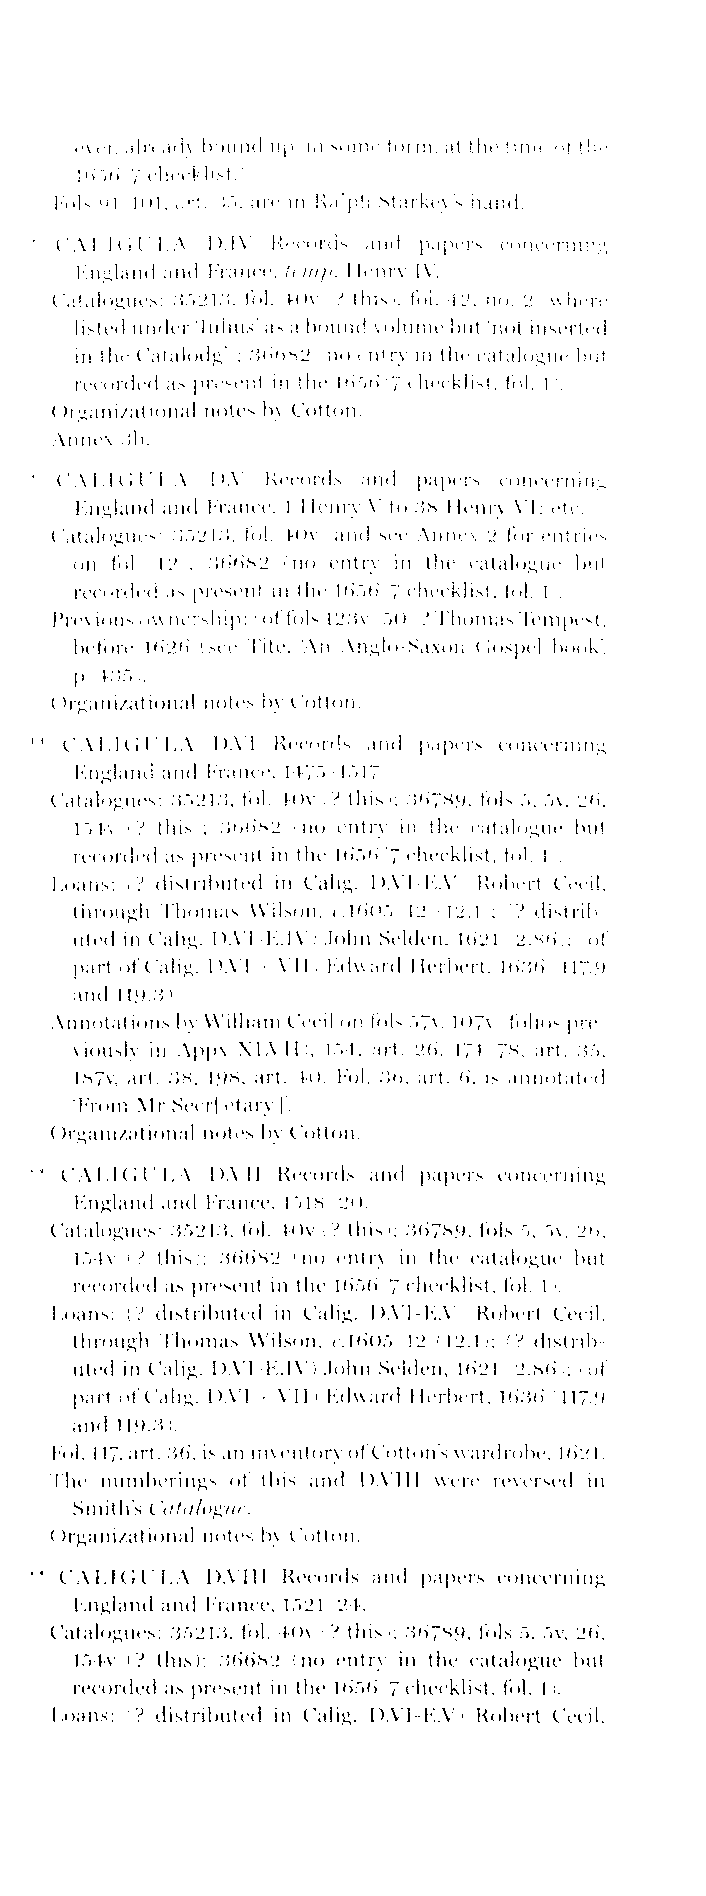 ever, already bound up, in some form, at the time of the
1656/7 checklist.
Fols 91–101, art. 35, are in Ralph Starkey's hand.
CALIGULA D.IV Records and papers concerning
England and France, temp. Henry IV.
Catalogues: 35213, fol. 40v (? this), fol. 42, no. 2 (where
listed under 'Julius' as a bound volume but 'not inserted
in the Catalodg'); 36682 (no entry in the catalogue but
recorded as present in the 1656/7 checklist, fol. 1).
Organizational notes by Cotton.
Annex 3b.
CALIGULA D.V Records and papers concerning
England and France, 1 Henry V to 38 Henry VI; etc.
Catalogues: 35213, fol. 40v (and see Annex 2 for entries
on fol. 42); 36682 (no entry in the catalogue but
recorded as present in the 1656/7 checklist, fol. 1).
Previous ownership: (of fols 123v–50) ? Thomas Tempest,
before 1626 (see Tite, 'An Anglo-Saxon Gospel book',
p. 435).
Organizational notes by Cotton.
CALIGULA D.VI Records and papers concerning
England and France, 1475–1517.
Catalogues: 35213, fol. 40v (? this); 36789, fols 5, 5v, 26,
154v (? this); 36682 (no entry in the catalogue but
recorded as present in the 1656/7 checklist, fol. 1).
Loans: (? distributed in Calig. D.VI–E.V) Robert Cecil,
through Thomas Wilson, c.1605–12 (12.1); (? distrib-
uted in Calig. D.VI–E.IV) John Selden, 1621 (2.86); (of
part of Calig. D.VI + VII) Edward Herbert, 1636 (117.9
and 119.3).
Annotations by William Cecil on fols 57v, 107v (folios pre-
viously in Appx XLVII), 154, art. 26, 174–78, art. 35,
187v, art. 38, 198, art. 40. Fol. 36, art. 6, is annotated
'From Mr Secr[etary]'.
Organizational notes by Cotton.
CALIGULA D.VII Records and papers concerning
England and France, 1518–20.
Catalogues: 35213, fol. 40v (? this); 36789, fols 5, 5v, 26,
154v (? this); 36682 (no entry in the catalogue but
recorded as present in the 1656/7 checklist, fol. 1).
Loans: (? distributed in Calig. D.VI–E.V) Robert Cecil,
through Thomas Wilson, c.1605–12 (12.1); (? distrib-
uted in Calig. D.VI–E.IV) John Selden, 1621 (2.86); (of
part of Calig. D.VI + VII) Edward Herbert, 1636 (117.9
and 119.3).
Fol. 117, art. 36, is an inventory of Cotton's wardrobe, 1621.
The numberings of this and D.VIII were reversed in
Smith's Catalogue.
Organizational notes by Cotton.
CALIGULA D.VIII Records and papers concerning
England and France, 1521–24.
Catalogues: 35213, fol. 40v (? this); 36789, fols 5, 5v, 26,
154v (? this); 36682 (no entry in the catalogue but
recorded as present in the 1656/7 checklist, fol. 1).
Loans: (? distributed in Calig. D.VI–E.V) Robert Cecil,